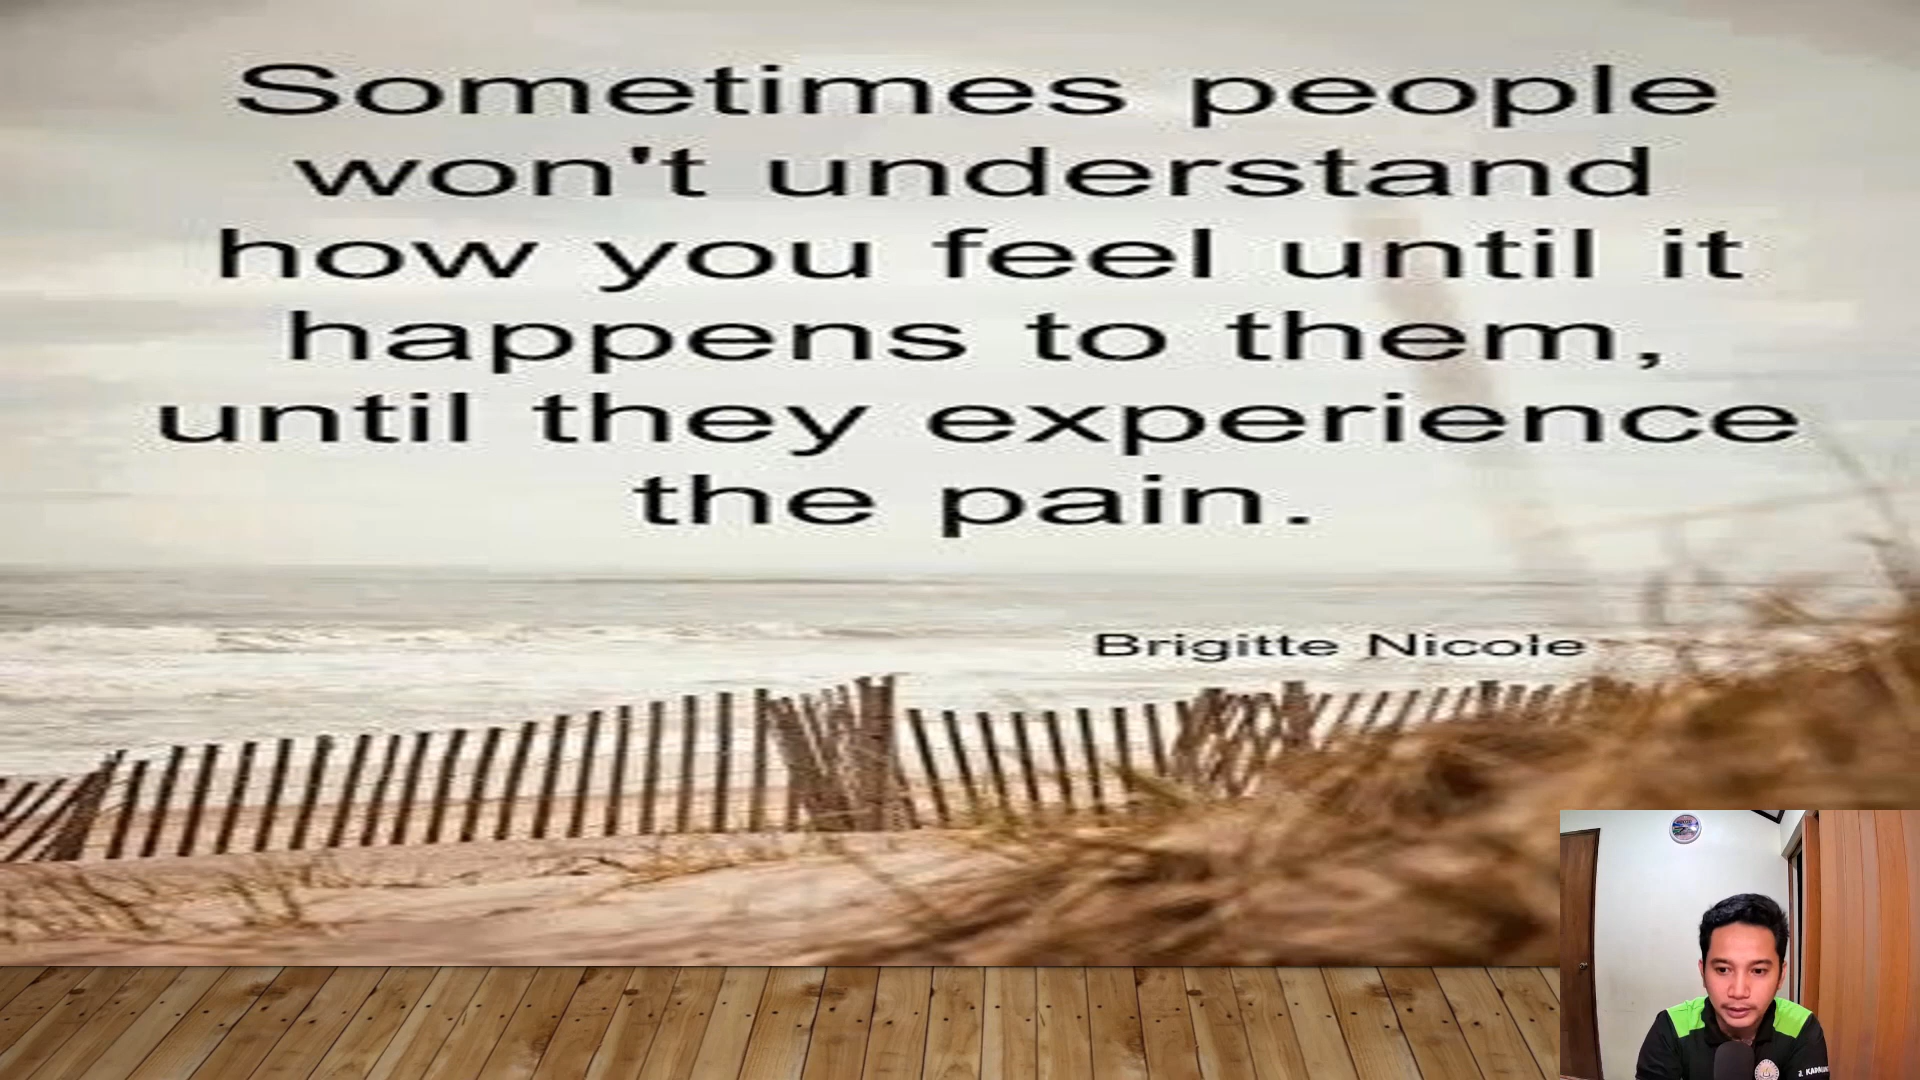 Sometimes people
won't understand
how you feel until it
happens to them,
until they experience
the pain.
Brigitte Nicole